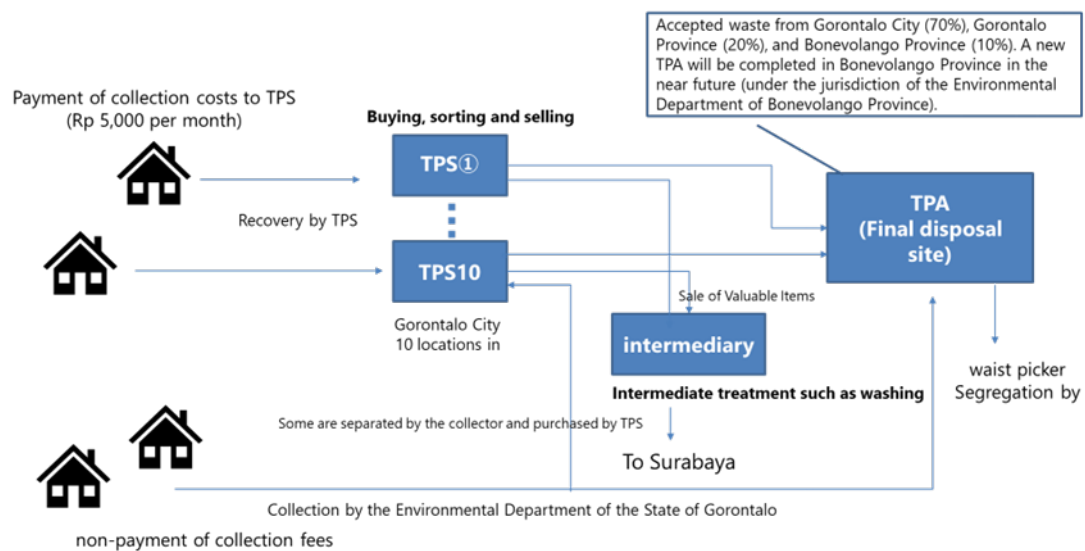 Accepted waste from Gorontalo City (70%), Gorontalo
Province (20%), and Bonevolango Province (10%). A new
TPA will be completed in Bonevolango Province in the
near future (under the jurisdiction of the Environmental
Department of Bonevolango Province).
Payment of collection costs to TPS
(Rp 5,000 per month)
Buying, sorting and selling
TPS①
TPA
(Final disposal
site)
Recovery by TPS
TPS10
Sale of Valuable Items
Gorontalo City
10 locations in
intermediary
waist picker
Segregation by
Intermediate treatment such as washing
Some are separated by the collector and purchased by TPS
To Surabaya
Collection by the Environmental Department of the State of Gorontalo
non-payment of collection fees